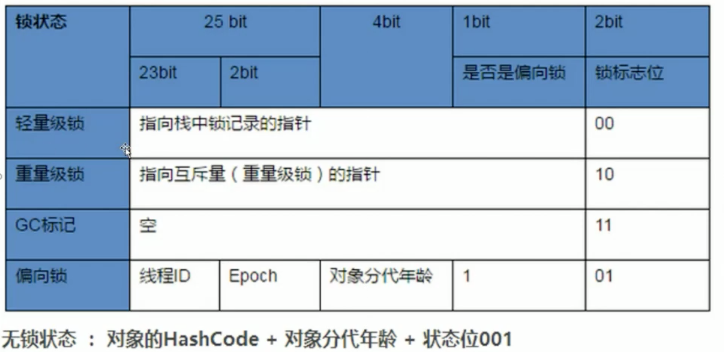 锁状态 25 bit 4bit 1bit 2bit
23bit 2bit 是否是偏向锁 锁标志位
轻量级锁 指向栈中锁记录的指针 00
重量级锁 指向互斥量（重量级锁）的指针 10
GC标记 空 11
偏向锁 线程ID Epoch 对象分代年龄 1 01
无锁状态 ： 对象的HashCode + 对象分代年龄 + 状态位001